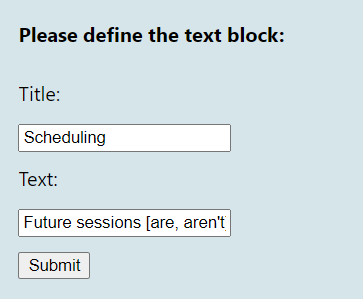 Please define the text block:
Title:
Scheduling
Text:
Future sessions [are, aren't]
Submit